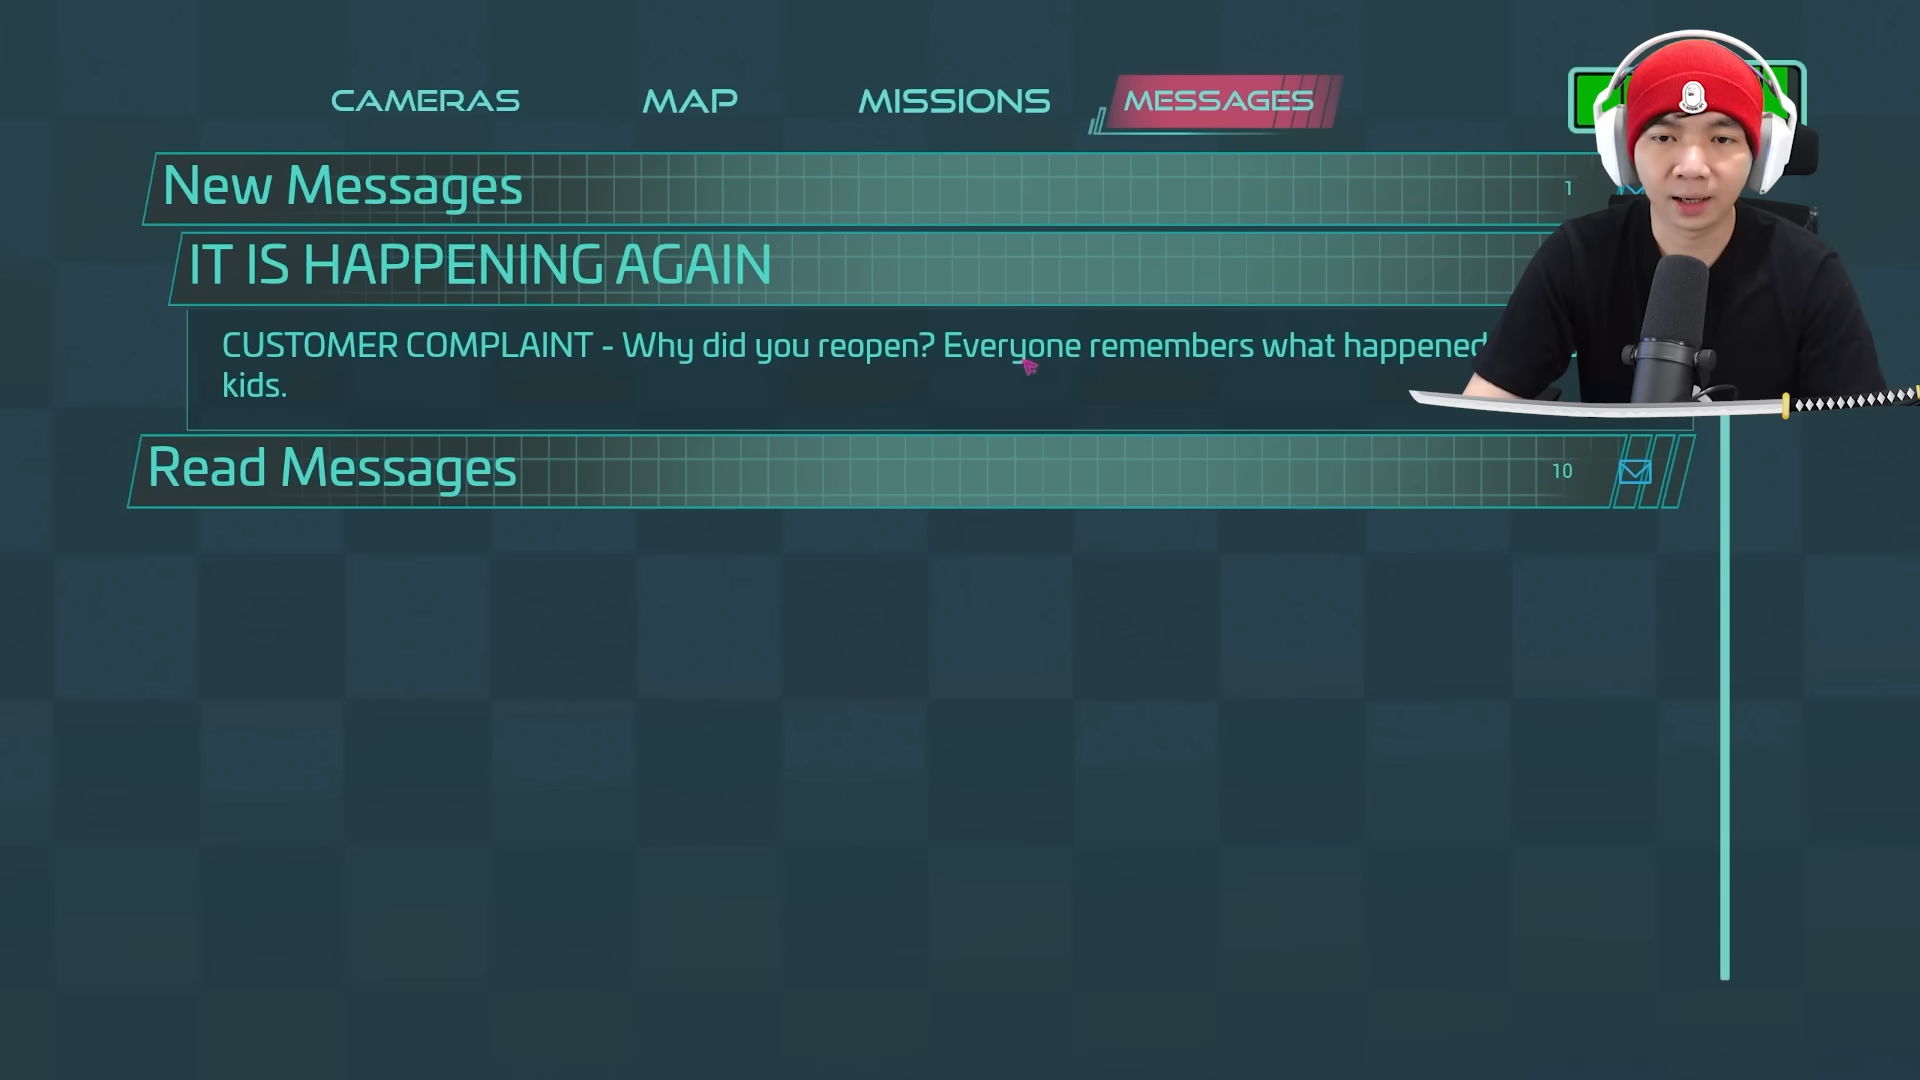 CAMERAS MAP MISSIONS MESSAGES
New Messages 1
IT IS HAPPENING AGAIN
CUSTOMER COMPLAINT - Why did you reopen? Everyone remembers what happened
kids.
Read Messages 10